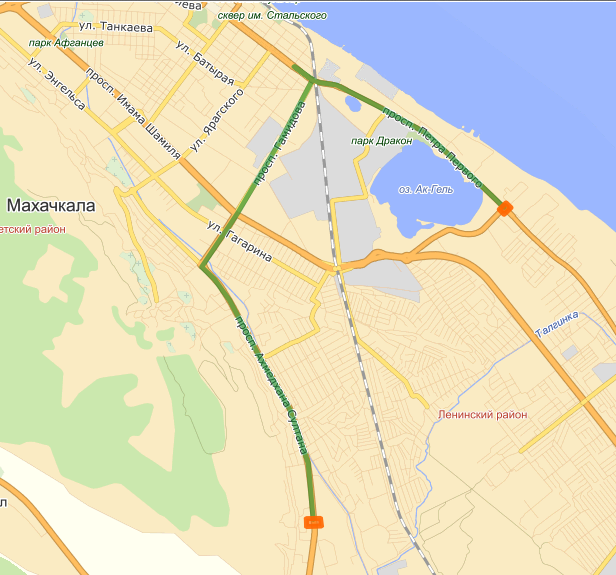 сквер им. Стальского
ул. Танкаева
парк Афганцев
ул. Батырая
ул. Энгельса
просп. Имама Шамиля
ул. Ярагского
просп. Гамидова
просп. Петра Первого
парк Дракон
оз. Ак-Гель
Махачкала
етский район
ул. Гагарина
Талгинка
просп. Ахмедхана Султана
Ленинский район
л